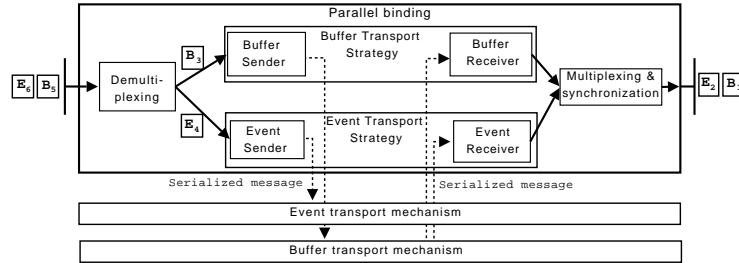 Parallel binding
Buffer Transport
Strategy
Buffer
Sender
Buffer
Receiver
B3
E6 B5
Demulti-
plexing
Multiplexing &
synchronization
E2
E4
Event Transport
Strategy
Event
Sender
Event
Receiver
Serialized message
Serialized message
Event transport mechanism
Buffer transport mechanism